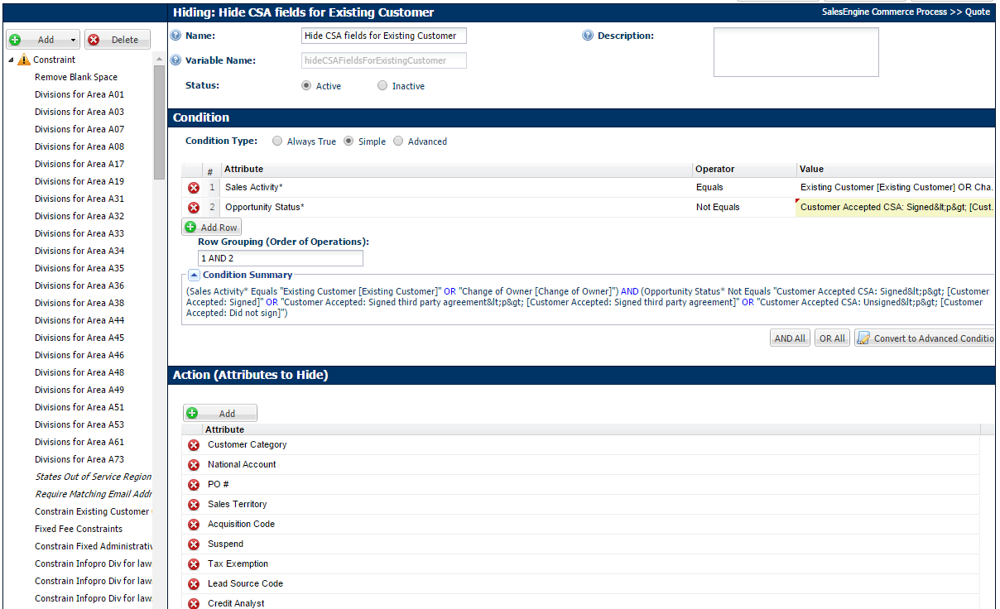 Hiding: Hide CSA fields for Existing Customer
SalesEngine Commerce Process >> Quote
Add
Delete
Constraint
Remove Blank Space
Divisions for Area A01
Divisions for Area A03
Divisions for Area A07
Divisions for Area A08
Divisions for Area A17
Divisions for Area A19
Divisions for Area A31
Divisions for Area A32
Divisions for Area A33
Divisions for Area A34
Divisions for Area A35
Divisions for Area A36
Divisions for Area A38
Divisions for Area A44
Divisions for Area A45
Divisions for Area A46
Divisions for Area A48
Divisions for Area A49
Divisions for Area A51
Divisions for Area A53
Divisions for Area A61
Divisions for Area A73
States Out of Service Region
Require Matching Email Addr
Constrain Existing Customer
Fixed Fee Constraints
Constrain Fixed Administrativ
Constrain Infopro Div for law
Constrain Infopro Div for law
Constrain Infopro Div for law
Name: Hide CSA fields for Existing Customer
Description:
Variable Name: hideCSAFieldsForExistingCustomer
Status: Active Inactive
Condition
Condition Type: Always True Simple Advanced
# Attribute Operator Value
1 Sales Activity* Equals Existing Customer [Existing Customer] OR Cha.
2 Opportunity Status* Not Equals Customer Accepted CSA: Signed&lt;p&gt; [Cust.
Add Row
Row Grouping (Order of Operations):
1 AND 2
Condition Summary
(Sales Activity* Equals "Existing Customer [Existing Customer]" OR "Change of Owner [Change of Owner]") AND (Opportunity Status* Not Equals "Customer Accepted CSA: Signed&lt;p&gt; [Customer
Accepted: Signed]" OR "Customer Accepted: Signed third party agreement&lt;p&gt; [Customer Accepted: Signed third party agreement]" OR "Customer Accepted CSA: Unsigned&lt;p&gt; [Customer
Accepted: Did not sign]")
AND All
OR All
Convert to Advanced Conditio
Action (Attributes to Hide)
Add
Attribute
Customer Category
National Account
PO #
Sales Territory
Acquisition Code
Suspend
Tax Exemption
Lead Source Code
Credit Analyst